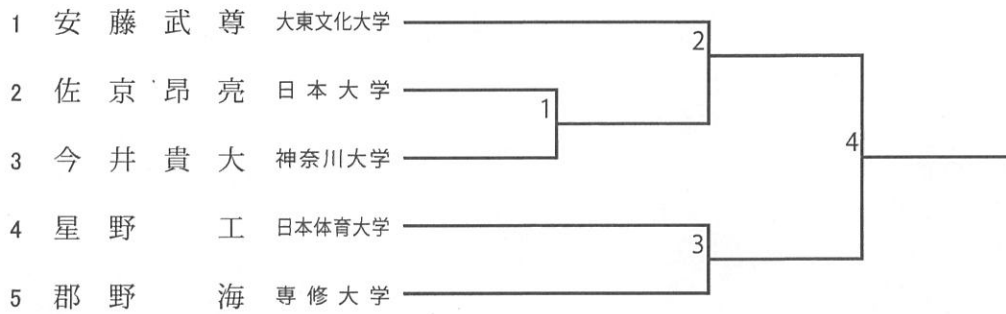 1 安藤武尊 大東文化大学
2 佐京昂亮 日本大学
3 今井貴大 神奈川大学
4 星野工 日本体育大学
5 郡野海 専修大学
2
1
4
3